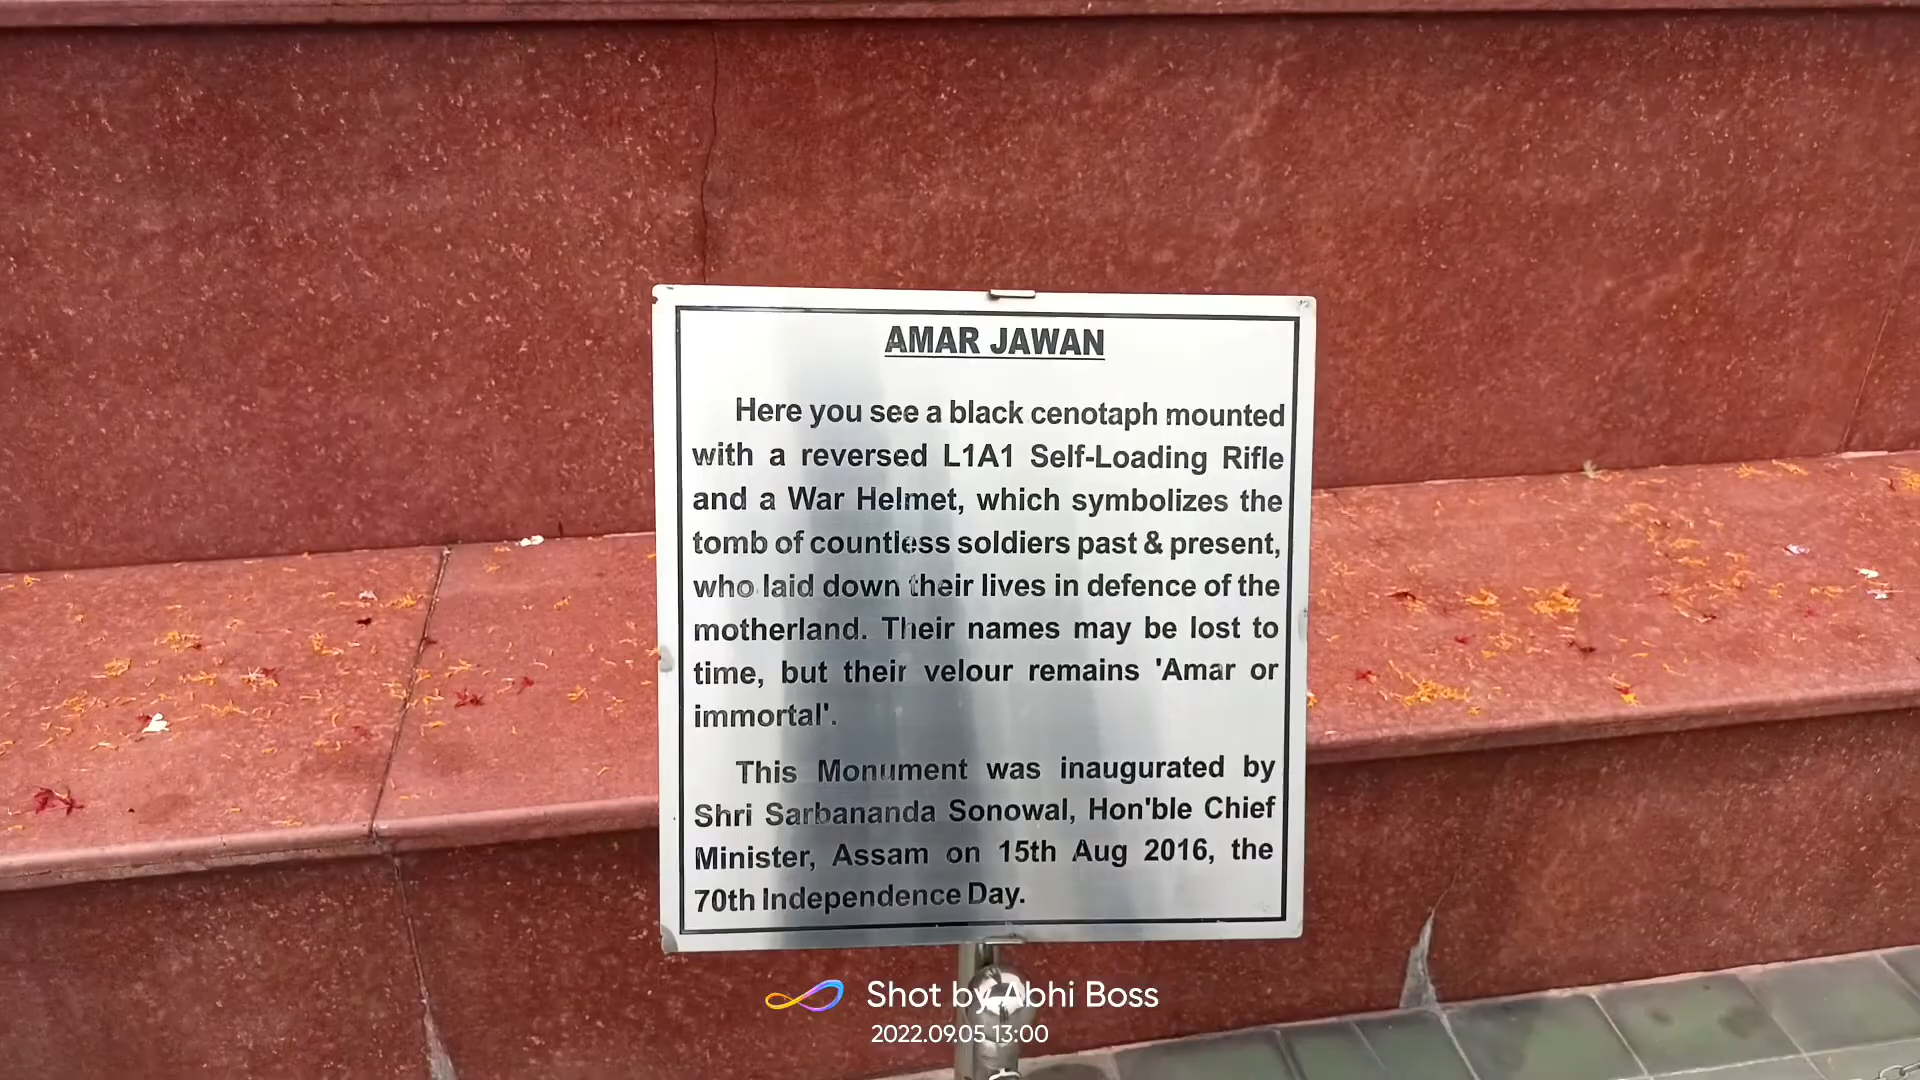 AMAR JAWAN
Here you see a black cenotaph mounted
with a reversed L1A1 Self-Loading Rifle
and a War Helmet, which symbolizes the
tomb of countless soldiers past & present,
who laid down their lives in defence of the
motherland. Their names may be lost to
time, but their velour remains 'Amar or
immortal'.
This Monument was inaugurated by
Shri Sarbananda Sonowal, Hon'ble Chief
Minister, Assam on 15th Aug 2016, the
70th Independence Day.
Shot by Abhi Boss
2022.09.05 13:00